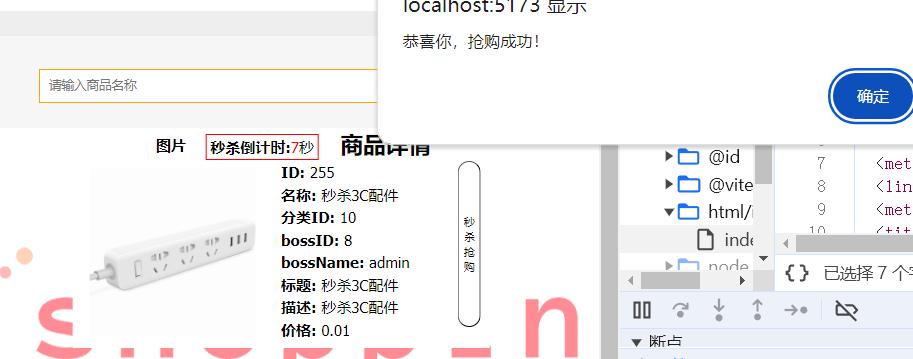 localhost:5173 显示
恭喜你，抢购成功！
确定
请输入商品名称
图片
秒杀倒计时:7秒
商品详情
ID: 255
名称: 秒杀3C配件
分类ID: 10
bossID: 8
bossName: admin
标题: 秒杀3C配件
描述: 秒杀3C配件
价格: 0.01
秒杀抢购
@id
@vite
html/i
inde
node
7 <met
8 <lin
9 <met
10 <tit
{} 已选择 7 个字
断点